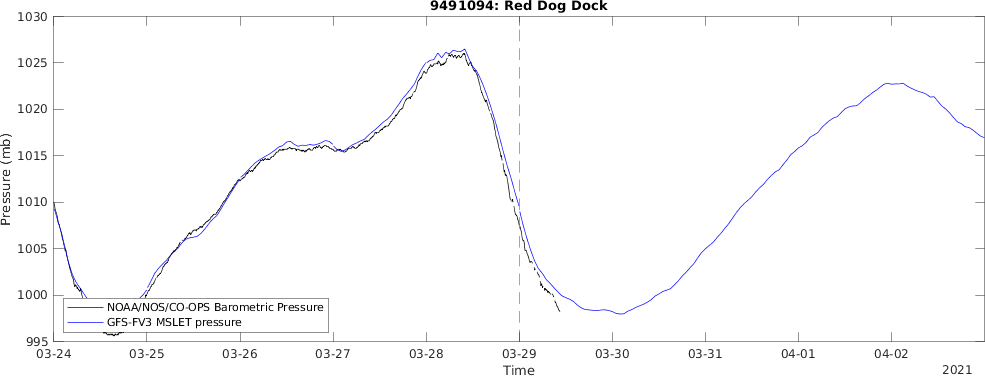 9491094: Red Dog Dock
1030
1025
1020
1015
1010
1005
1000
995
Pressure (mb)
NOAA/NOS/CO-OPS Barometric Pressure
GFS-FV3 MSLET pressure
03-24 03-25 03-26 03-27 03-28 03-29 03-30 03-31 04-01 04-02
Time
2021